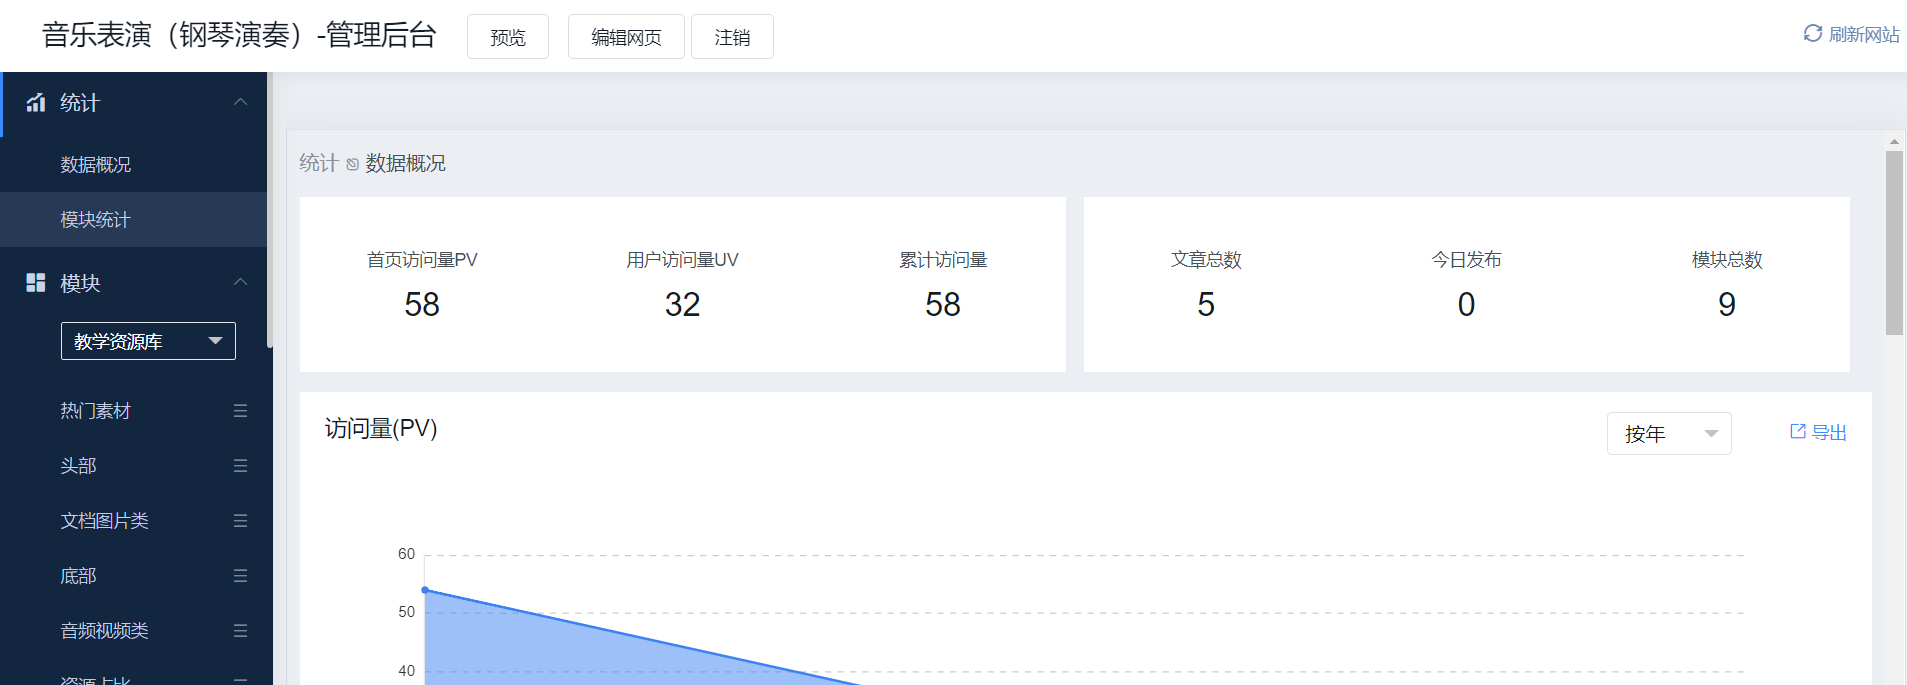 音乐表演（钢琴演奏）-管理后台
预览
编辑网页
注销
刷新网站
统计
数据概况
模块统计
模块
教学资源库
热门素材
头部
文档图片类
底部
音频视频类
资源占比
统计 数据概况
首页访问量PV 用户访问量UV 累计访问量
58 32 58
文章总数 今日发布 模块总数
5 0 9
访问量(PV)
按年
导出
60
50
40